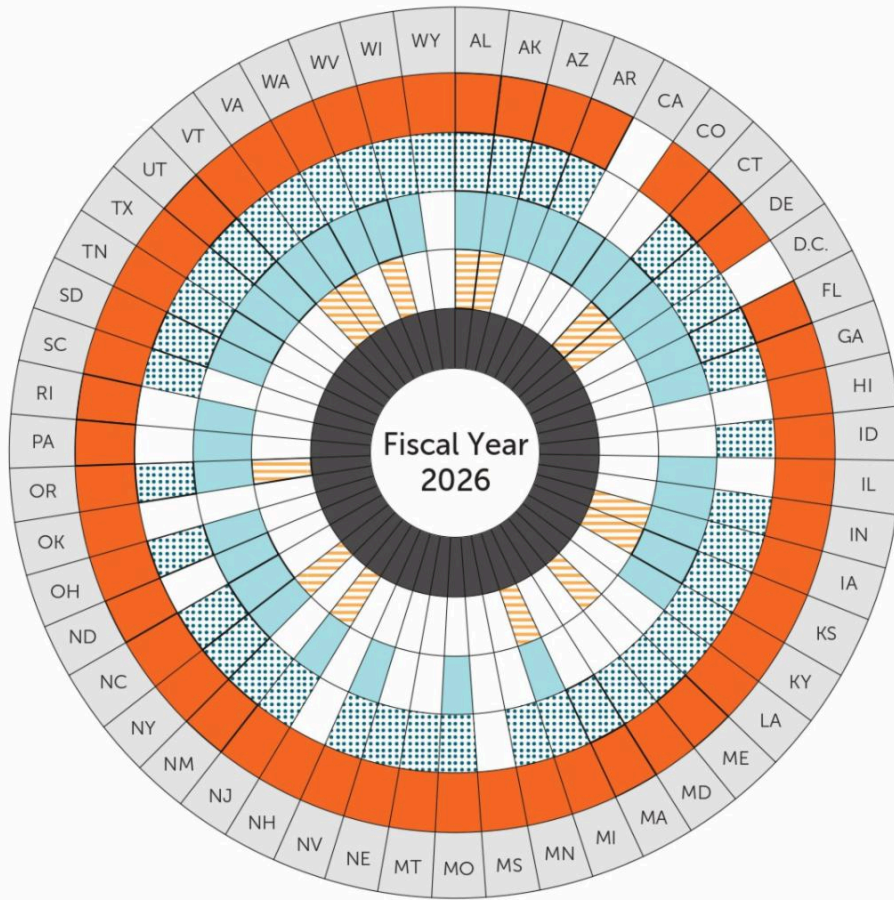 AL
AK
AZ
AR
CA
CO
CT
DE
D.C.
FL
GA
HI
ID
IL
IN
IA
KS
KY
LA
ME
MD
MA
MI
MN
MS
MO
MT
NE
NV
NH
NJ
NM
NY
NC
ND
OH
OK
OR
PA
RI
SC
SD
TN
TX
UT
VT
VA
WA
WV
WI
WY
Fiscal Year
2026